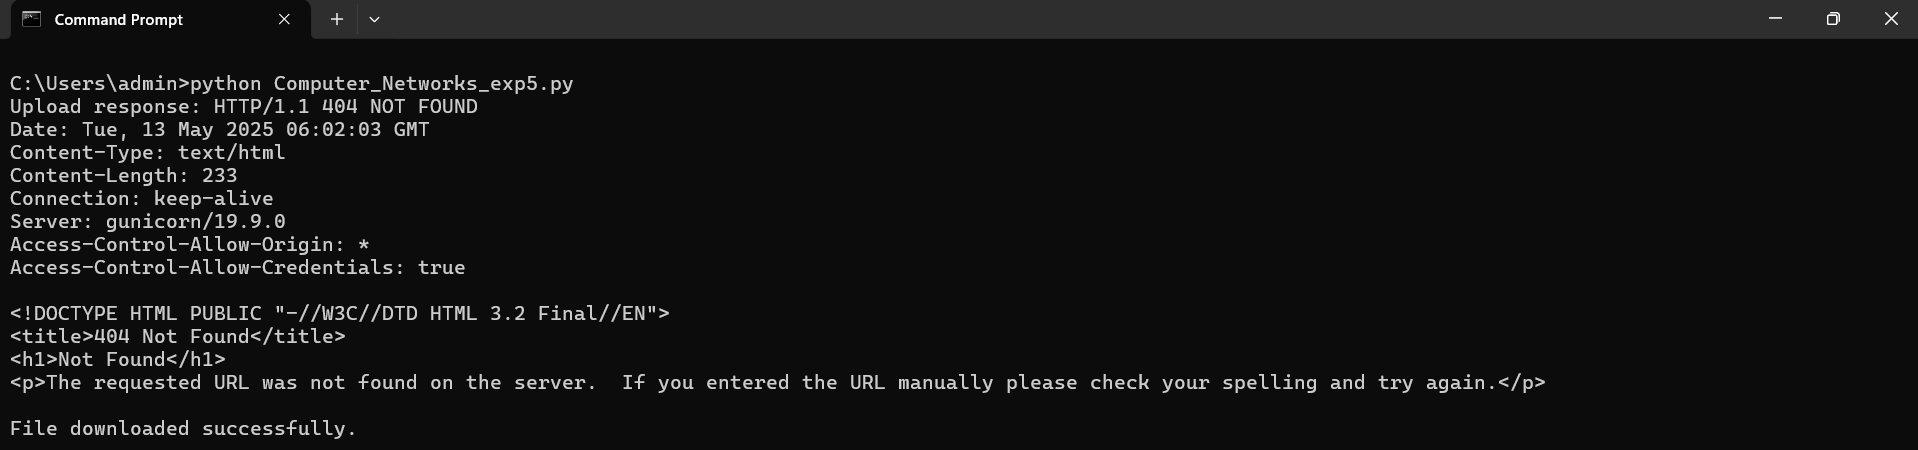 Command Prompt
C:\Users\admin>python Computer_Networks_exp5.py
Upload response: HTTP/1.1 404 NOT FOUND
Date: Tue, 13 May 2025 06:02:03 GMT
Content-Type: text/html
Content-Length: 233
Connection: keep-alive
Server: gunicorn/19.9.0
Access-Control-Allow-Origin: *
Access-Control-Allow-Credentials: true
<!DOCTYPE HTML PUBLIC "-//W3C//DTD HTML 3.2 Final//EN">
<title>404 Not Found</title>
<h1>Not Found</h1>
<p>The requested URL was not found on the server.  If you entered the URL manually please check your spelling and try again.</p>
File downloaded successfully.